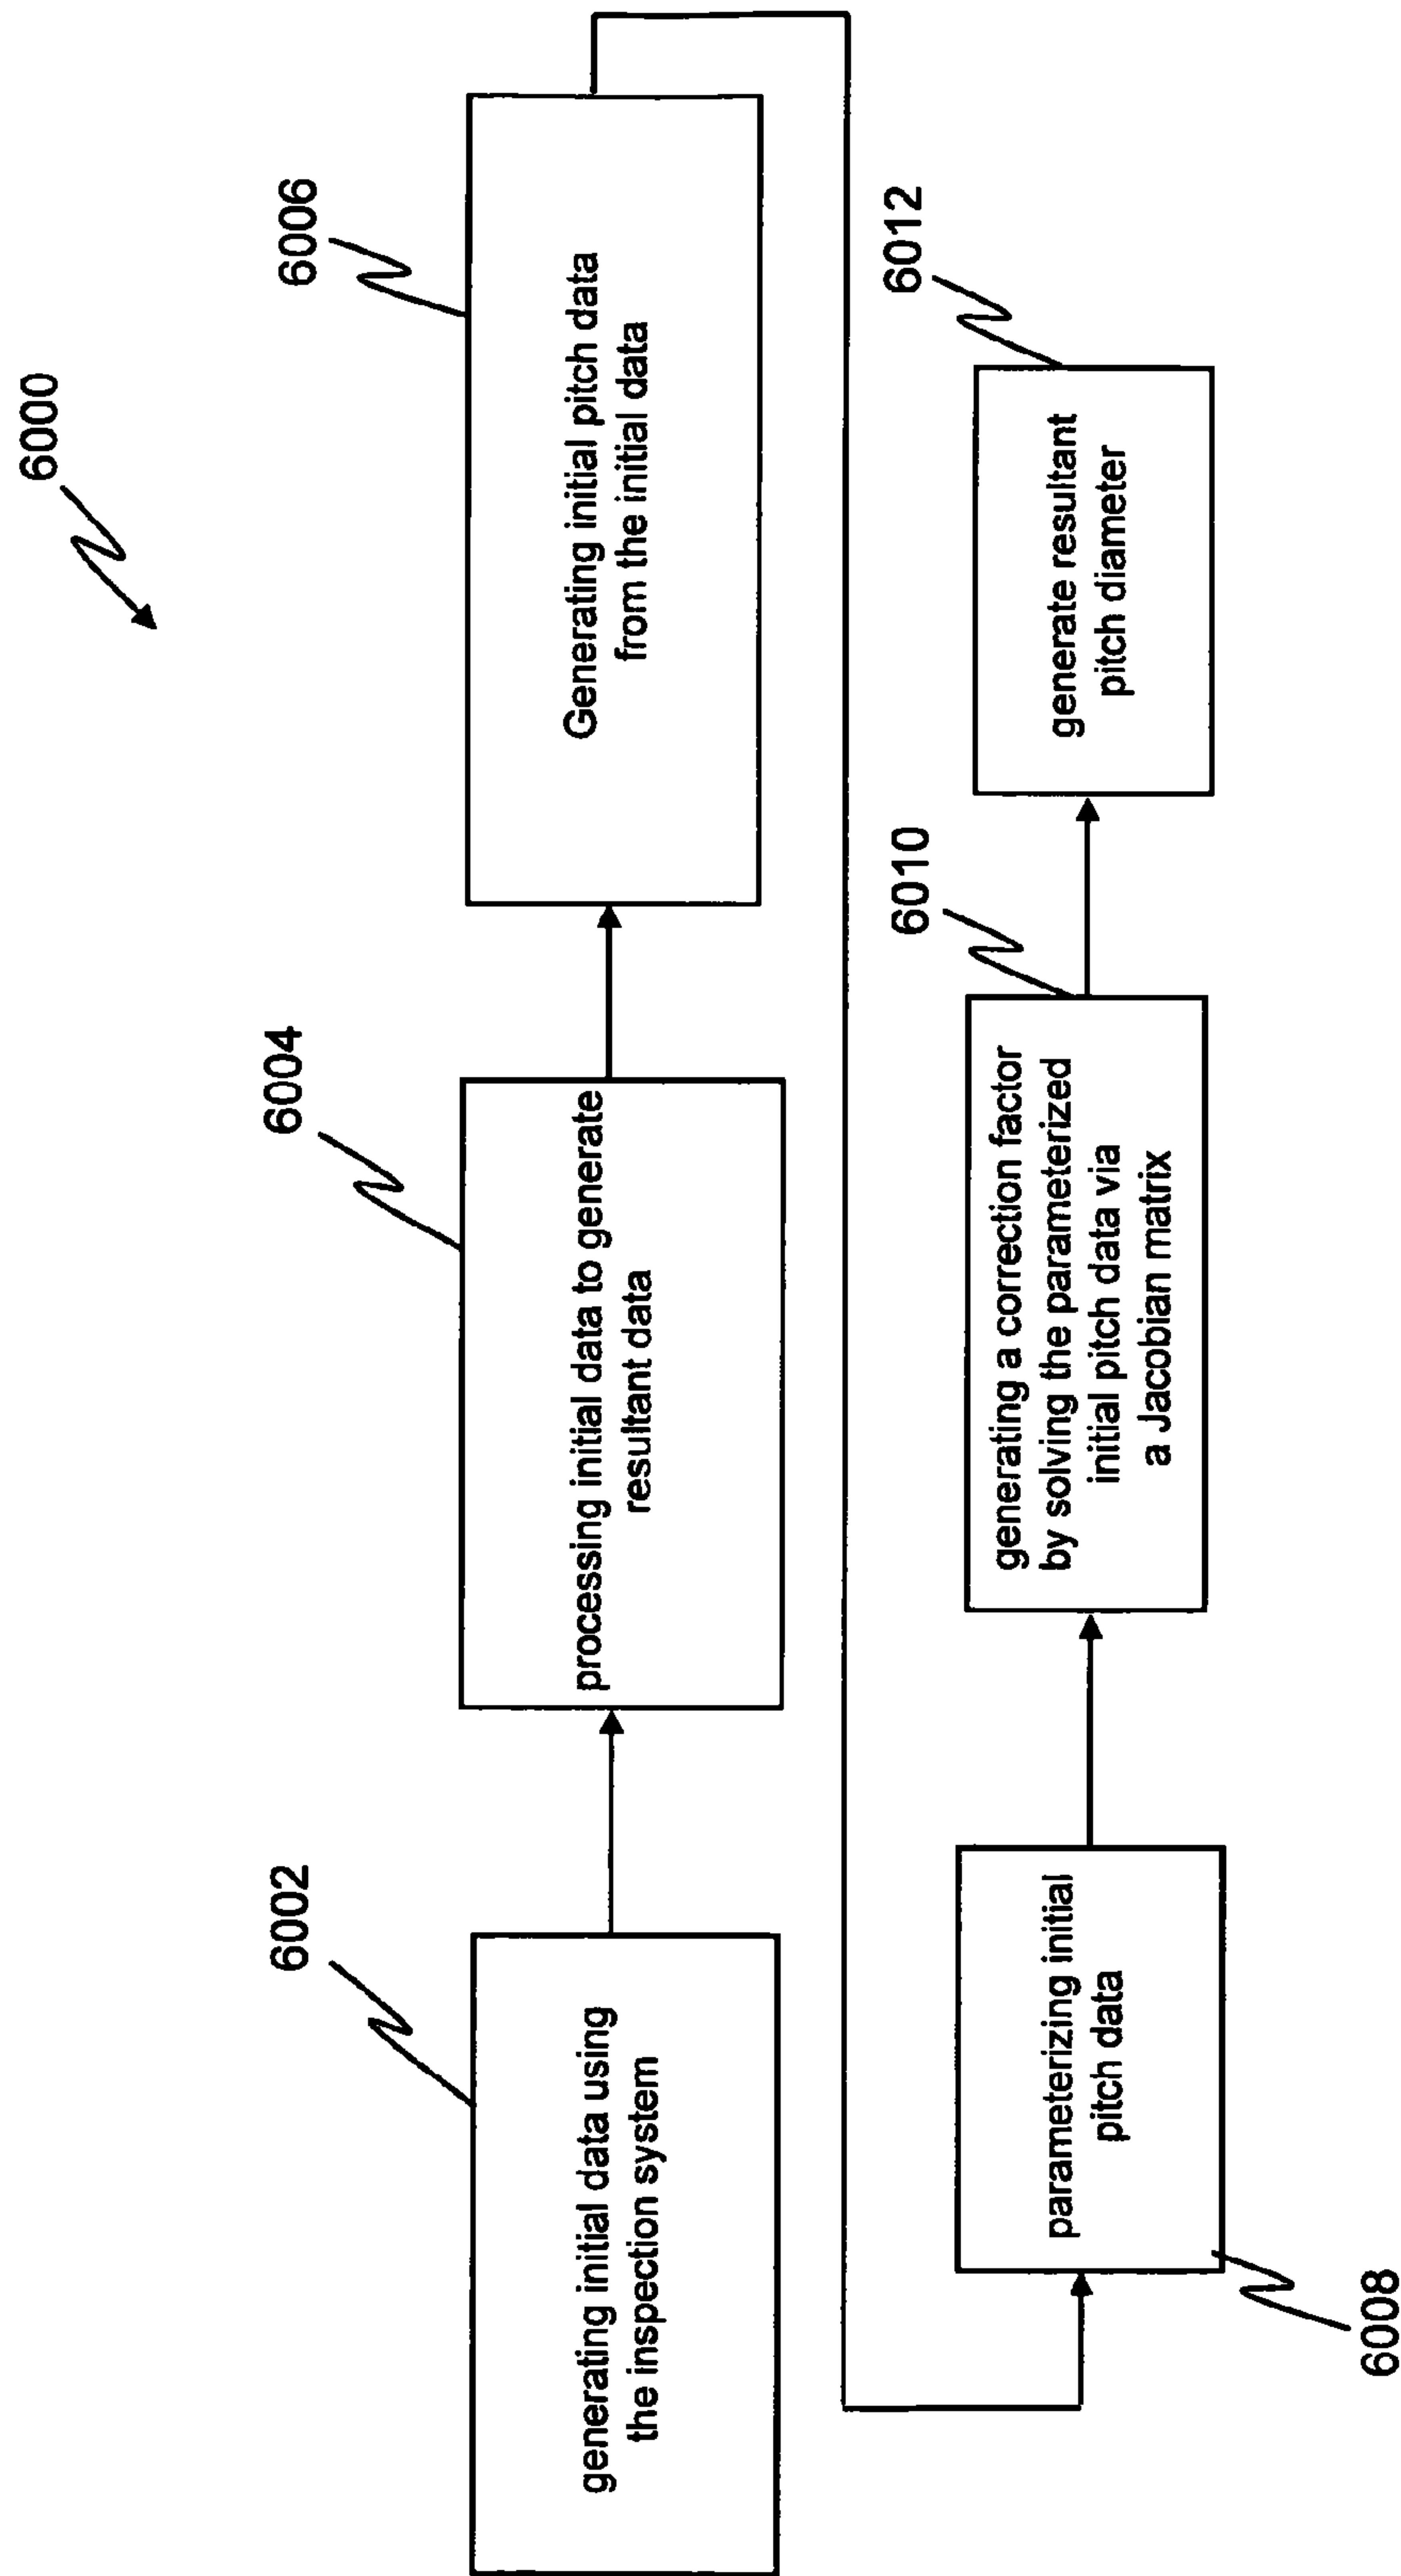 6000
6002
generating initial data using
the inspection system
6004
processing initial data to generate
resultant data
6006
Generating initial pitch data
from the initial data
6008
parameterizing initial
pitch data
6010
generating a correction factor
by solving the parameterized
initial pitch data via
a Jacobian matrix
6012
generate resultant
pitch diameter